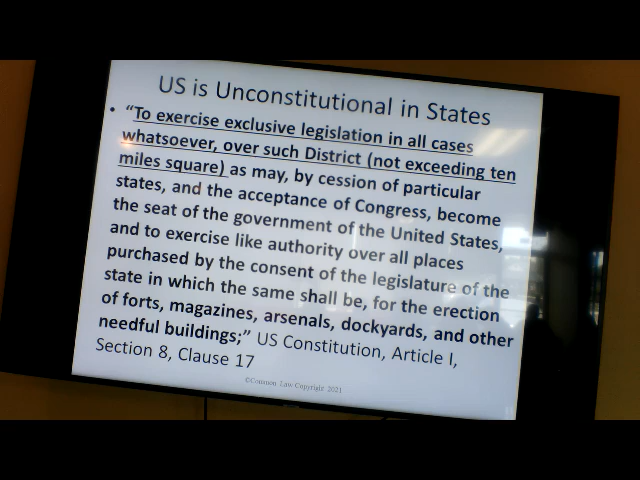 US is Unconstitutional in States
• “To exercise exclusive legislation in all cases
whatsoever, over such District (not exceeding ten
miles square) as may, by cession of particular
states, and the acceptance of Congress, become
the seat of the government of the United States,
and to exercise like authority over all places
purchased by the consent of the legislature of the
state in which the same shall be, for the erection
of forts, magazines, arsenals, dockyards, and other
needful buildings;” US Constitution, Article I,
Section 8, Clause 17
©Common Law Copyright 2021